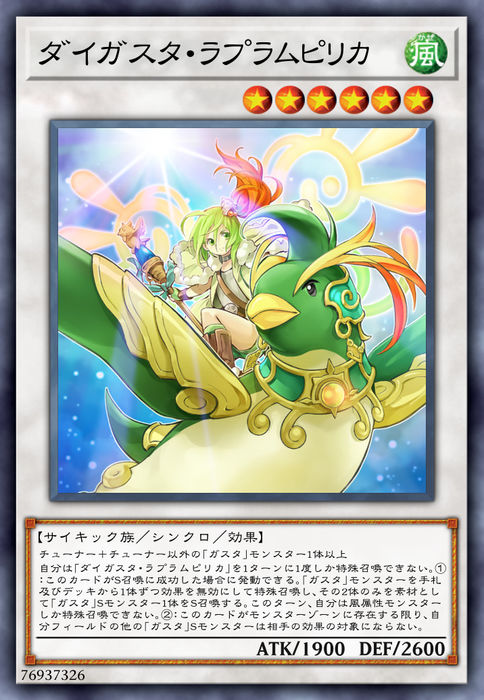 ダイガスタ・ラプラムピリカ
かぜ
風
【サイキック族／シンクロ／効果】
チューナー＋チューナー以外の「ガスタ」モンスター1体以上
自分は「ダイガスタ・ラプラムピリカ」を1ターンに1度しか特殊召喚できない。①
：このカードがS召喚に成功した場合に発動できる。「ガスタ」モンスターを手札
及びデッキから1体ずつ効果を無効にして特殊召喚し、その2体のみを素材とし
て「ガスタ」Sモンスター1体をS召喚する。このターン、自分は風属性モンスター
しか特殊召喚できない。②：このカードがモンスターゾーンに存在する限り、自
分フィールドの他の「ガスタ」Sモンスターは相手の効果の対象にならない。
ATK/1900 DEF/2600
76937326